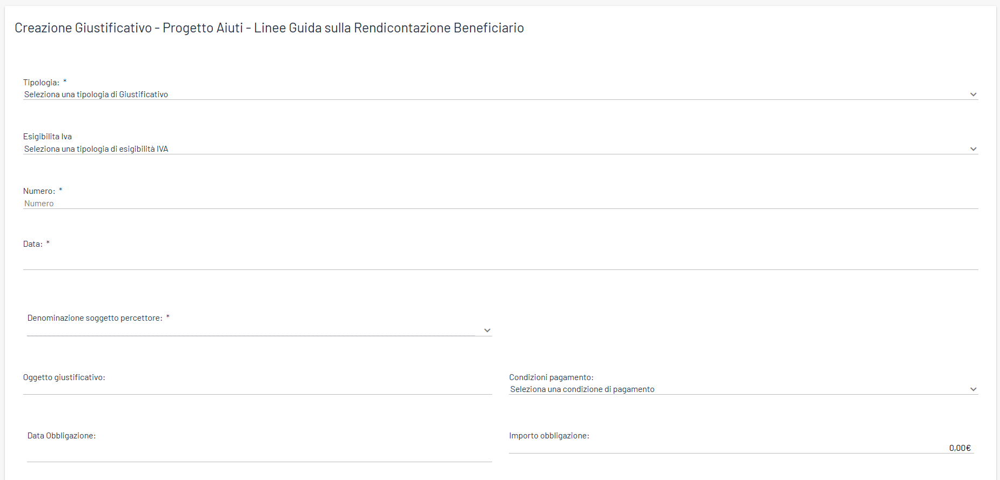 Creazione Giustificativo - Progetto Aiuti - Linee Guida sulla Rendicontazione Beneficiario
Tipologia: *
Seleziona una tipologia di Giustificativo
Esigibilita Iva
Seleziona una tipologia di esigibilità IVA
Numero: *
Numero
Data: *
Denominazione soggetto percettore: *
Oggetto giustificativo:
Condizioni pagamento:
Seleziona una condizione di pagamento
Data Obbligazione:
Importo obbligazione:
0,00€